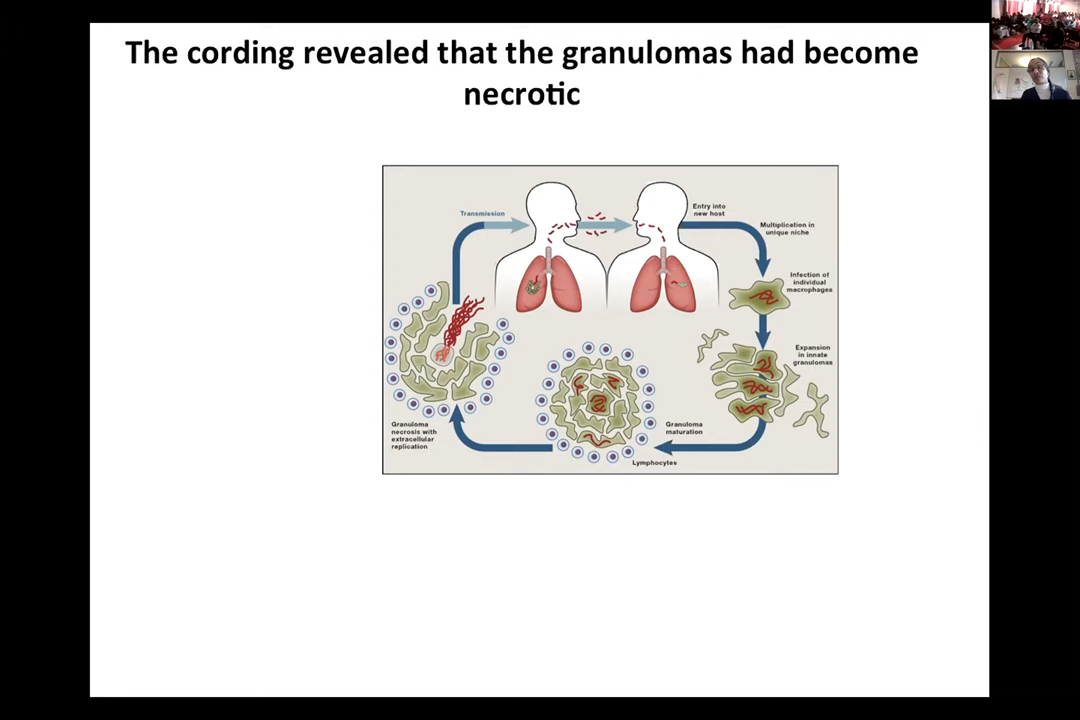 The cording revealed that the granulomas had become
necrotic
Transmission
Entry into
new host
Multiplication in
unique niche
Infection of
individual
macrophages
Expansion
in innate
granulomas
Granuloma
maturation
Lymphocytes
Granuloma
necrosis with
extracellular
replication